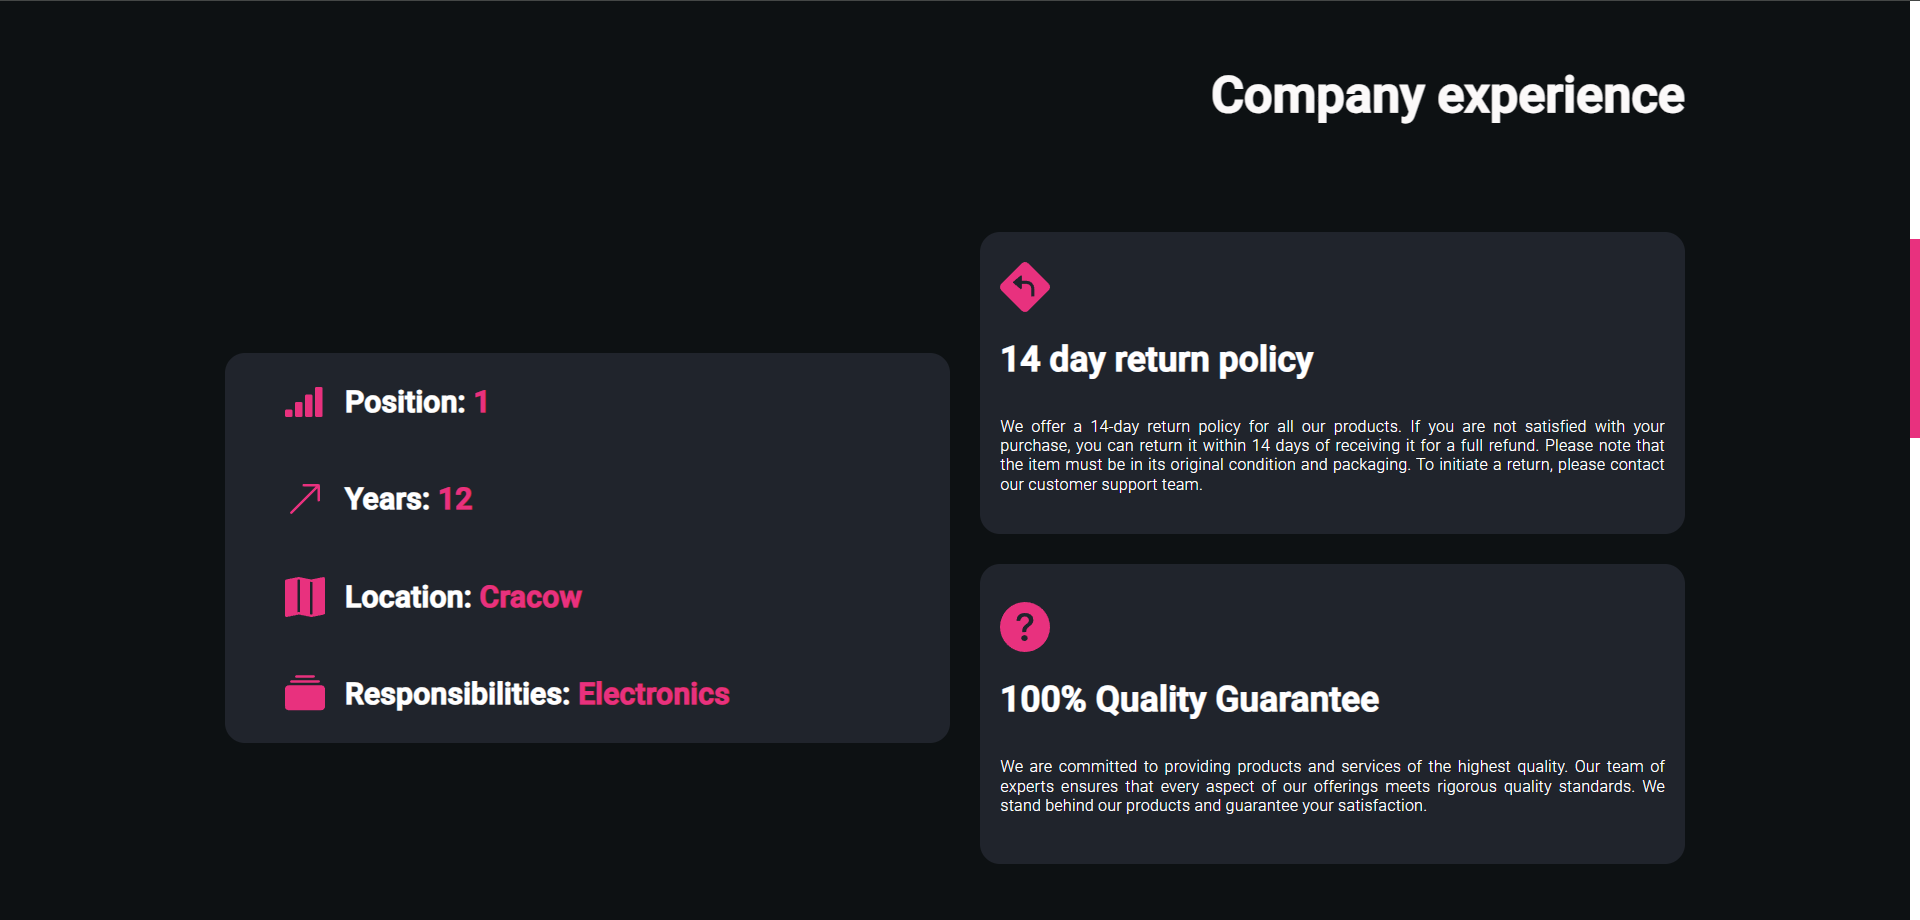 Company experience
Position: 1
Years: 12
Location: Cracow
Responsibilities: Electronics
14 day return policy
We offer a 14-day return policy for all our products. If you are not satisfied with your
purchase, you can return it within 14 days of receiving it for a full refund. Please note that
the item must be in its original condition and packaging. To initiate a return, please contact
our customer support team.
?
100% Quality Guarantee
We are committed to providing products and services of the highest quality. Our team of
experts ensures that every aspect of our offerings meets rigorous quality standards. We
stand behind our products and guarantee your satisfaction.